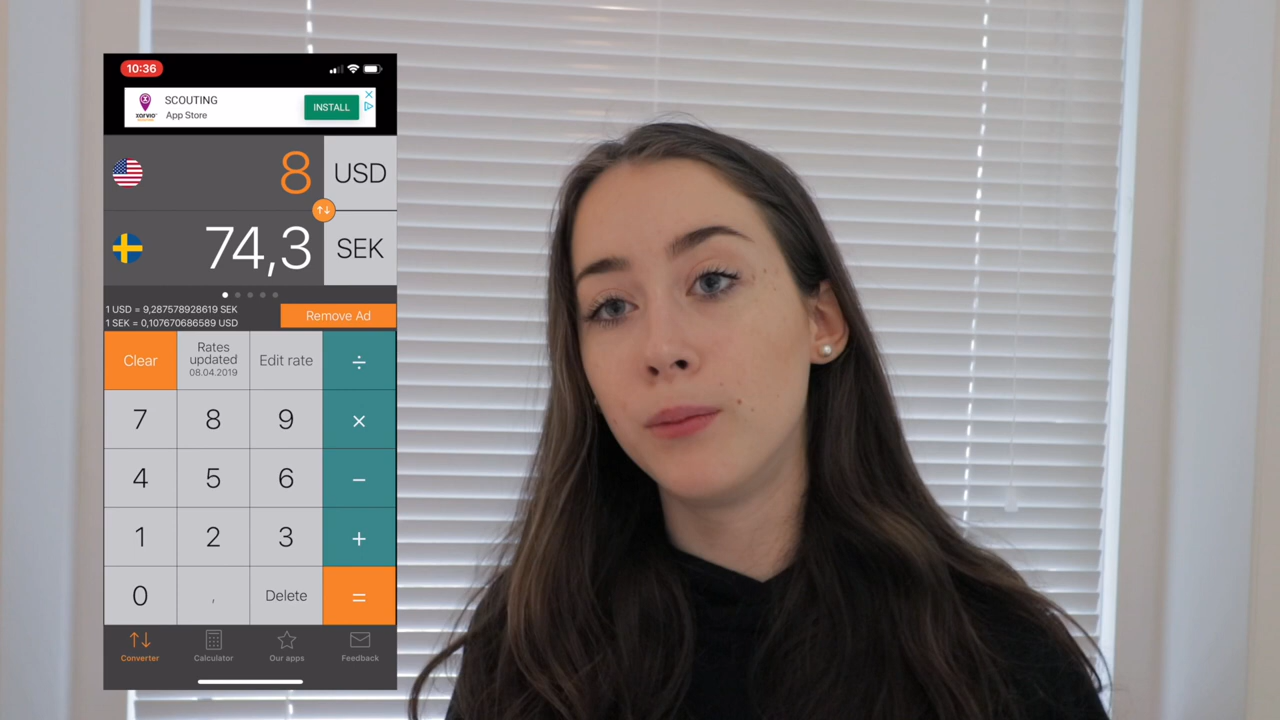 10:36
SCOUTING
App Store
xarvio
SCOUTING
INSTALL
8 USD
74,3 SEK
1 USD = 9,287578928619 SEK
1 SEK = 0,107670686589 USD
Remove Ad
Clear
Rates
updated
08.04.2019
Edit rate
÷
7 8 9 ×
4 5 6 −
1 2 3 +
0 , Delete =
Converter Calculator Our apps Feedback